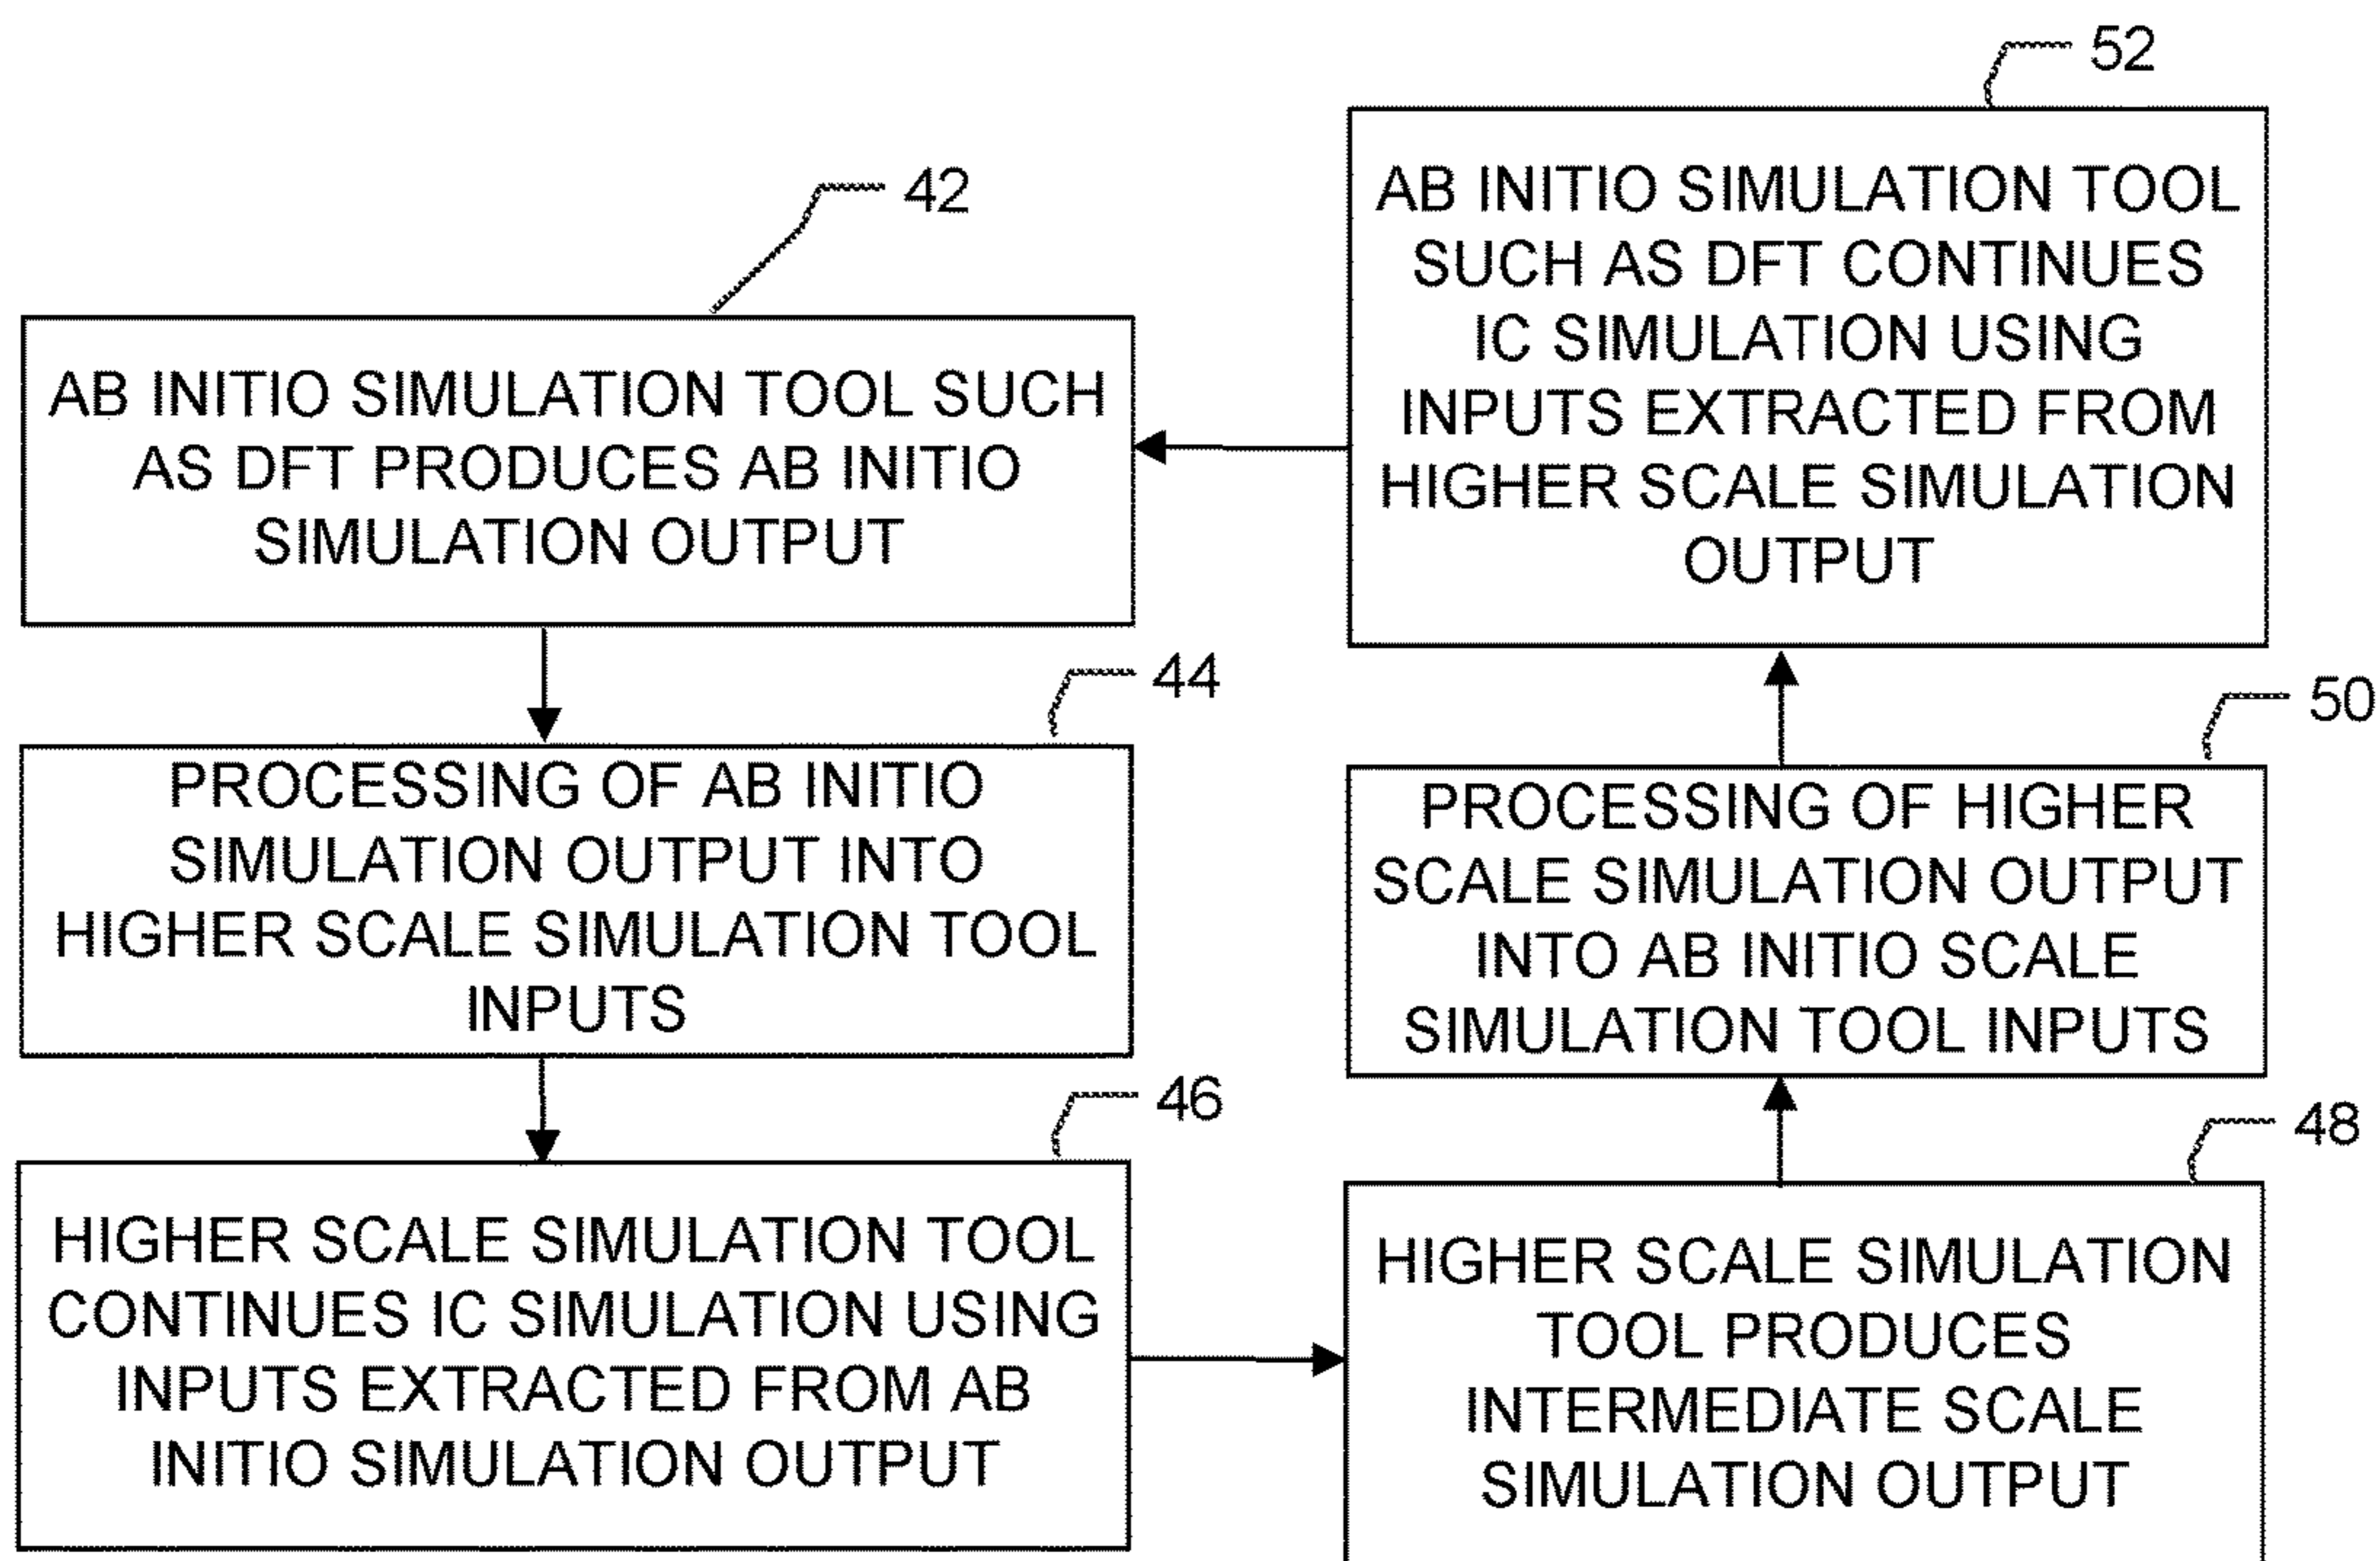 42
AB INITIO SIMULATION TOOL SUCH
AS DFT PRODUCES AB INITIO
SIMULATION OUTPUT
44
PROCESSING OF AB INITIO
SIMULATION OUTPUT INTO
HIGHER SCALE SIMULATION TOOL
INPUTS
46
HIGHER SCALE SIMULATION TOOL
CONTINUES IC SIMULATION USING
INPUTS EXTRACTED FROM AB
INITIO SIMULATION OUTPUT
48
HIGHER SCALE SIMULATION
TOOL PRODUCES
INTERMEDIATE SCALE
SIMULATION OUTPUT
50
PROCESSING OF HIGHER
SCALE SIMULATION OUTPUT
INTO AB INITIO SCALE
SIMULATION TOOL INPUTS
52
AB INITIO SIMULATION TOOL
SUCH AS DFT CONTINUES
IC SIMULATION USING
INPUTS EXTRACTED FROM
HIGHER SCALE SIMULATION
OUTPUT